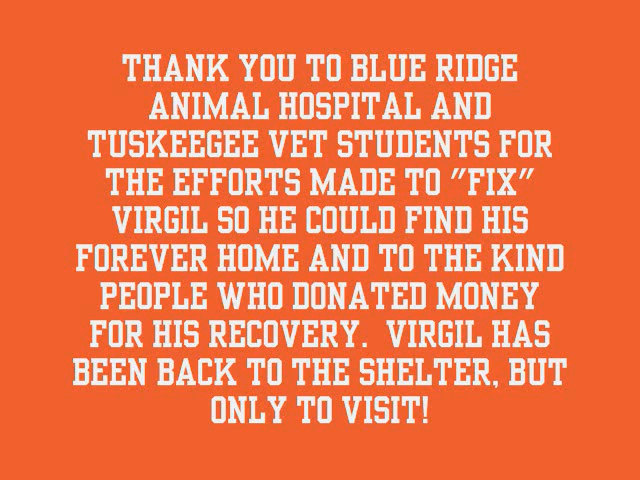 THANK YOU TO BLUE RIDGE
ANIMAL HOSPITAL AND
TUSKEEGEE VET STUDENTS FOR
THE EFFORTS MADE TO "FIX"
VIRGIL SO HE COULD FIND HIS
FOREVER HOME AND TO THE KIND
PEOPLE WHO DONATED MONEY
FOR HIS RECOVERY.  VIRGIL HAS
BEEN BACK TO THE SHELTER, BUT
ONLY TO VISIT!